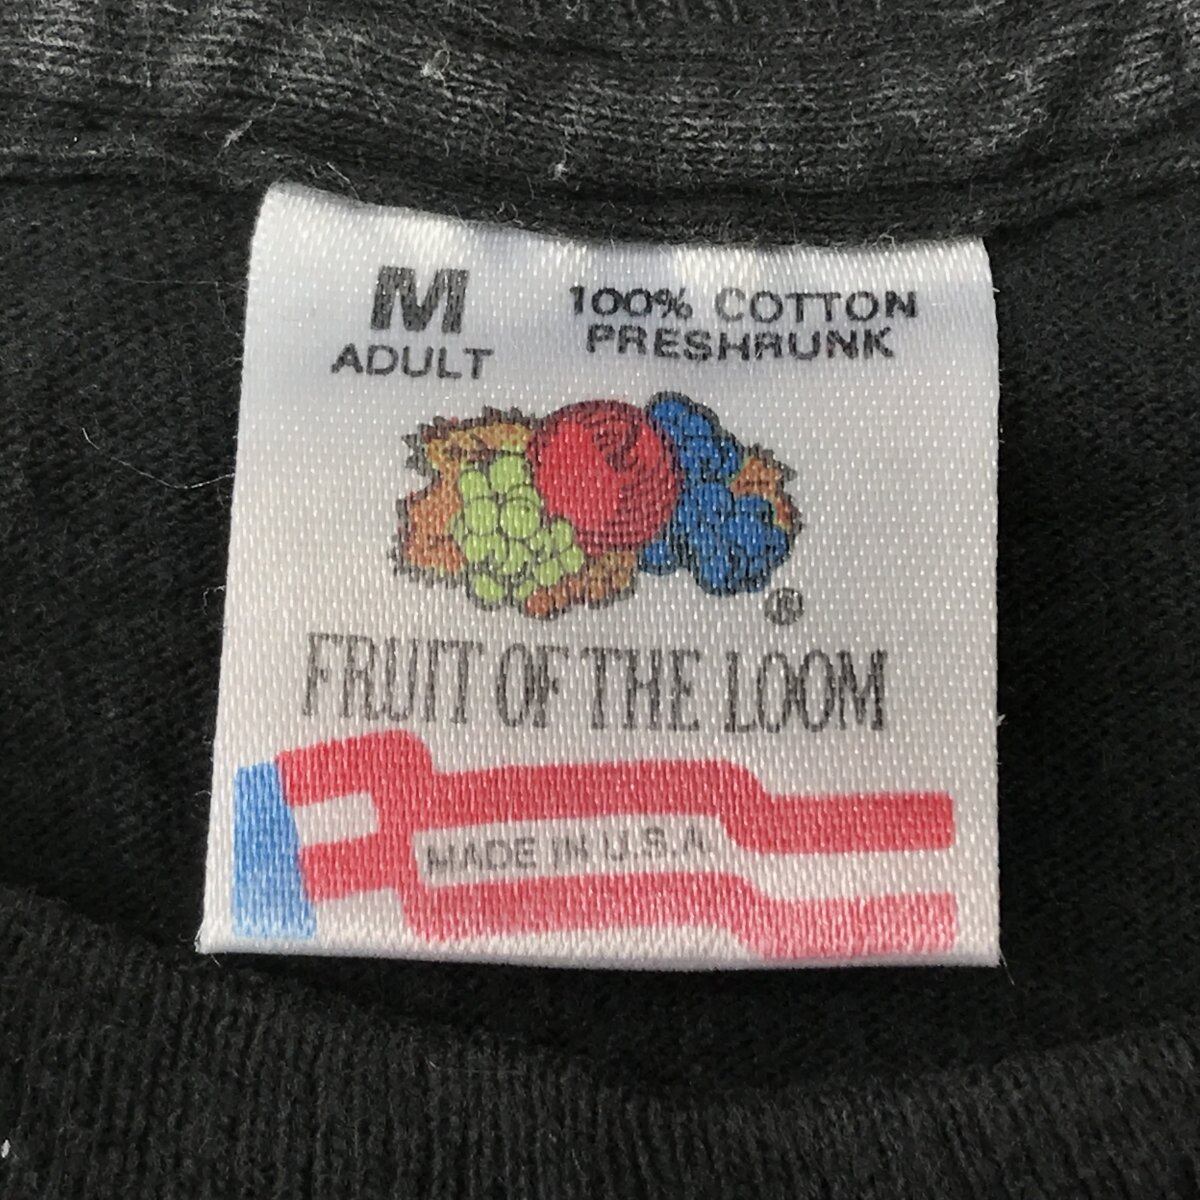 M
ADULT
100% COTTON
PRESHRUNK
®
FRUIT OF THE LOOM
MADE IN U.S.A.